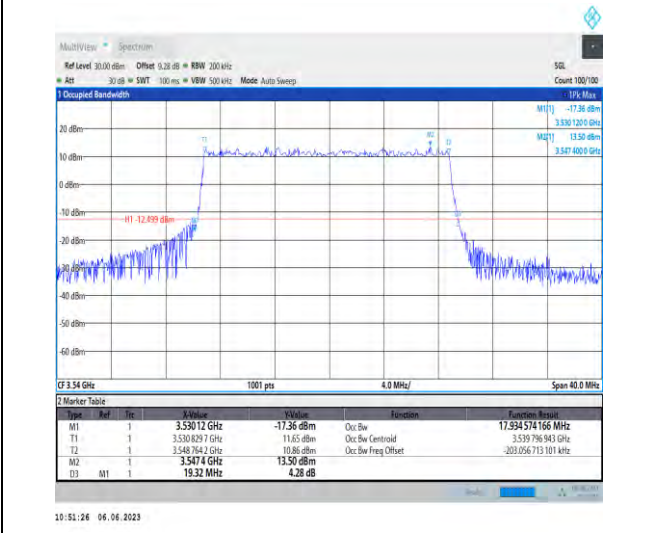 MultiView Spectrum
Ref Level 30.00 dBm Offset 9.28 dB RBW 200 kHz SGL
Att 30 dB SWT 100 ms VBW 500 kHz Mode Auto Sweep Count 100/100
1 Occupied Bandwidth 1Pk Max
M1[1] -17.36 dBm
3.530 120 0 GHz
M2[1] 13.50 dBm
3.547 400 0 GHz
20 dBm
T1 M2 T2
10 dBm
0 dBm
-10 dBm
H1 -12.499 dBm
-20 dBm
-30 dBm
-40 dBm
-50 dBm
-60 dBm
CF 3.54 GHz 1001 pts 4.0 MHz/ Span 40.0 MHz
2 Marker Table
Type Ref Trc X-Value Y-Value Function Function Result
M1 1 3.53012 GHz -17.36 dBm Occ Bw 17.934 574 166 MHz
T1 1 3.530 829 7 GHz 11.65 dBm Occ Bw Centroid 3.539 796 943 GHz
T2 1 3.548 764 2 GHz 10.86 dBm Occ Bw Freq Offset -203.056 713 101 kHz
M2 1 3.5474 GHz 13.50 dBm
D3 M1 1 19.32 MHz 4.28 dB
10:51:26 06.06.2023